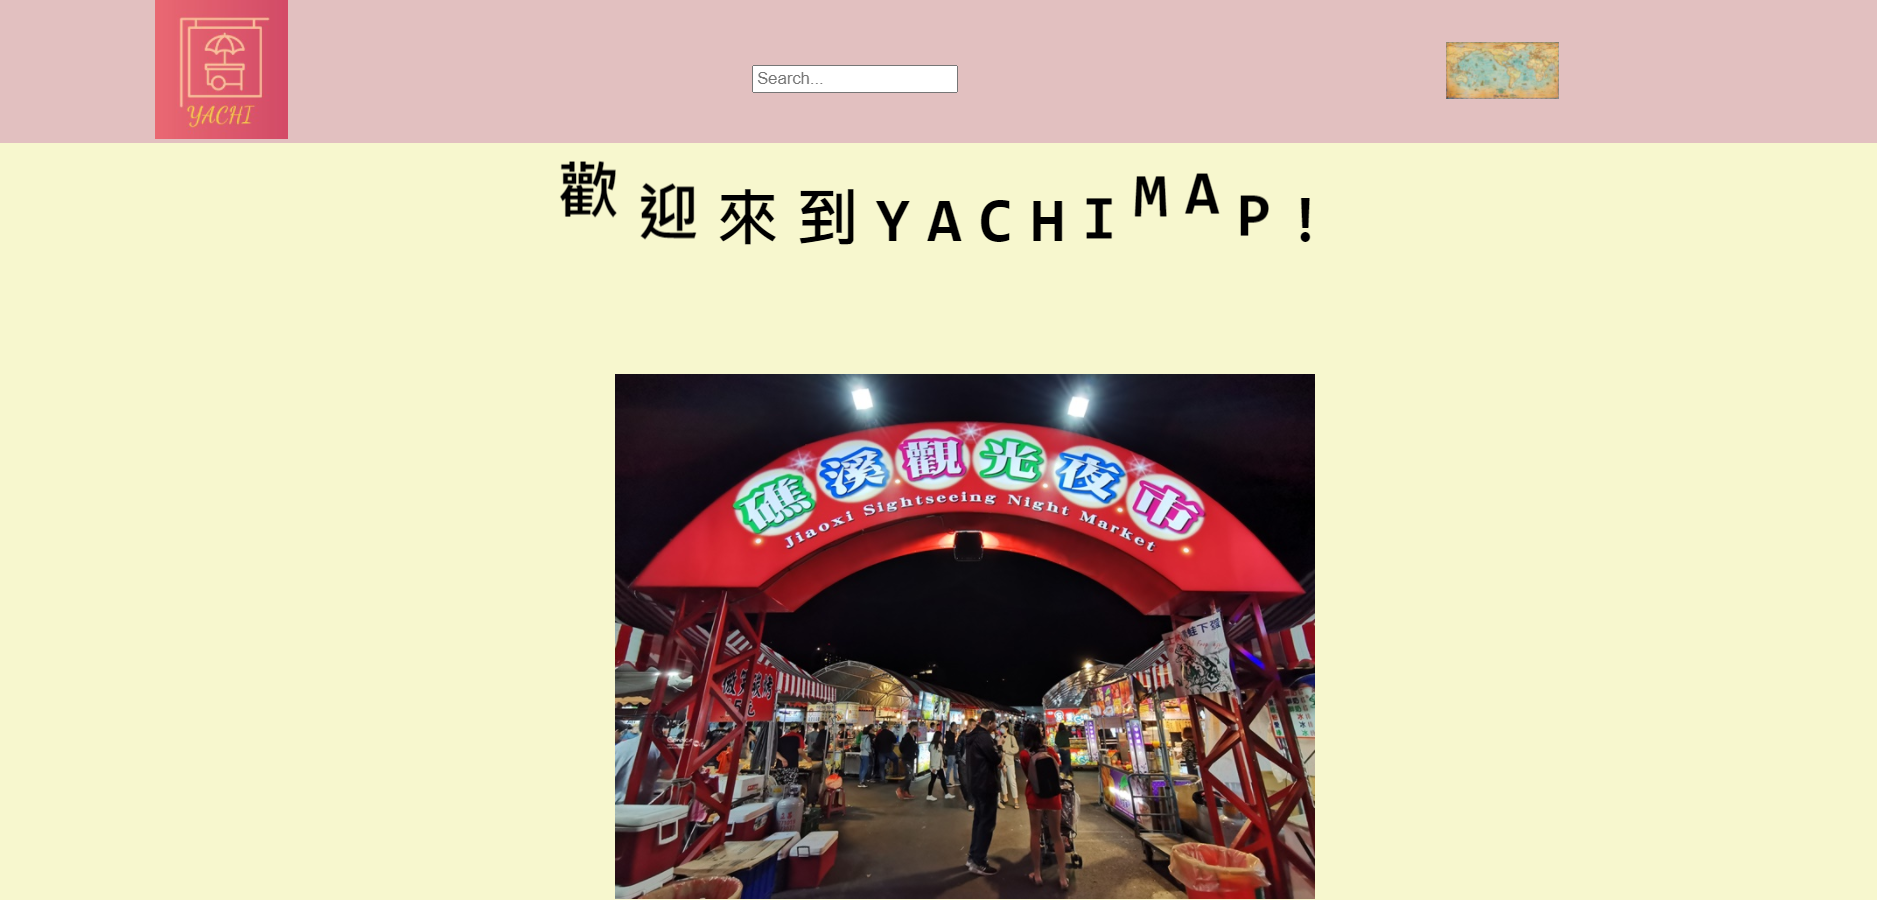 YACHI
Search...
歡迎來到YACHIMAP!
礁溪觀光夜市
Jiaoxi Sightseeing Night Market